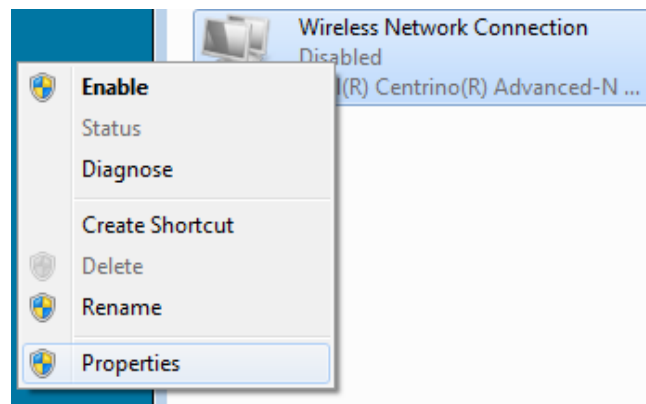 Wireless Network Connection
Disabled
(R) Centrino(R) Advanced-N ...
Enable
Status
Diagnose
Create Shortcut
Delete
Rename
Properties